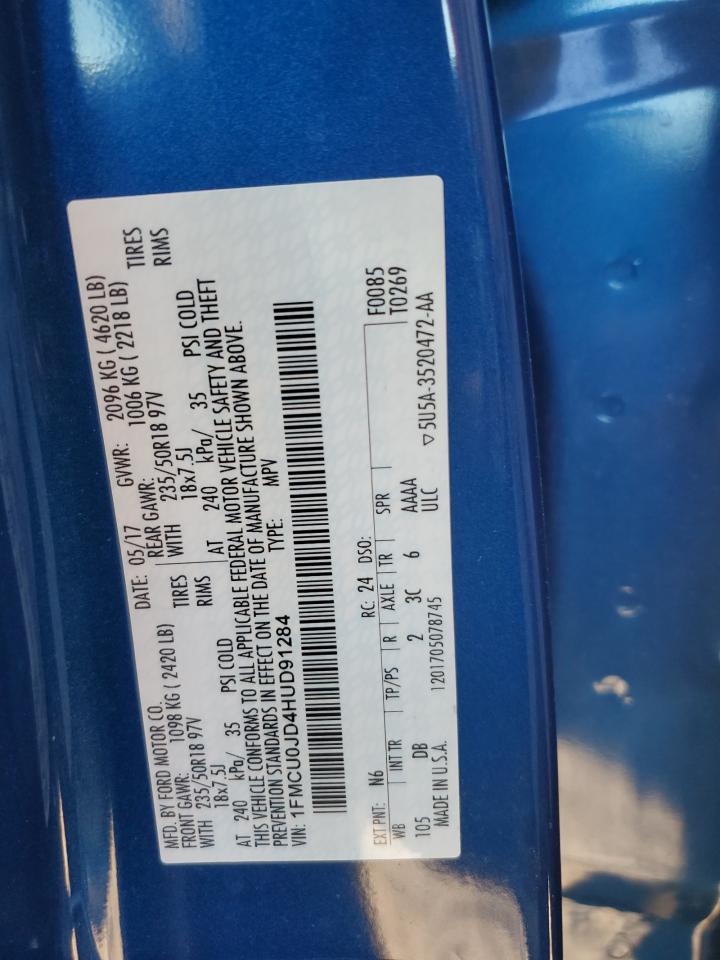 MFD. BY FORD MOTOR CO. DATE: 05/17 GVWR: 2096 KG ( 4620 LB)
FRONT GAWR: 1098 KG ( 2420 LB) REAR GAWR: 1006 KG ( 2218 LB)
WITH 235/50R18 97V TIRES WITH 235/50R18 97V TIRES
18x7.5J RIMS 18x7.5J RIMS
AT 240 kPa/ 35 PSI COLD AT 240 kPa/ 35 PSI COLD
THIS VEHICLE CONFORMS TO ALL APPLICABLE FEDERAL MOTOR VEHICLE SAFETY AND THEFT
PREVENTION STANDARDS IN EFFECT ON THE DATE OF MANUFACTURE SHOWN ABOVE.
VIN: 1FMCU0JD4HUD91284 TYPE: MPV
EXT PNT: N6 RC: 24 DSO: F0085
WB INT TR TP/PS R AXLE TR SPR T0269
105 DB 2 3C 6 AAAA
MADE IN U.S.A. 1201705078745 ULC ▽5U5A-3520472-AA